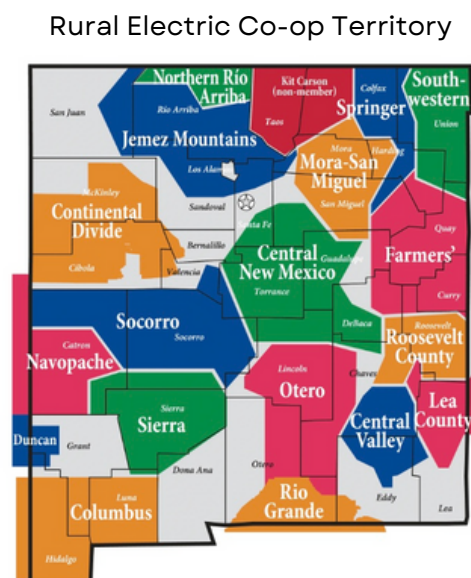 Rural Electric Co-op Territory
Northern Río
Arriba
Kit Carson
(non-member)
Taos
Colfax
Springer
South-
western
Union
San Juan
Rio Arriba
Jemez Mountains
Los Alam
Mora
Harding
Mora-San
Miguel
San Miguel
McKinley
Continental
Divide
Cibola
Sandoval
Santa Fe
Bernalillo
Valencia
Central
New Mexico
Guadalupe
Torrance
Quay
Farmers'
Curry
DeBaca
Roosevelt
Roosevelt
County
Socorro
Socorro
Catron
Navopache
Lincoln
Otero
Chaves
Lea
County
Sierra
Sierra
Central
Valley
Duncan
Grant
Dona Ana
Otero
Eddy
Lea
Luna
Columbus
Hidalgo
Rio
Grande